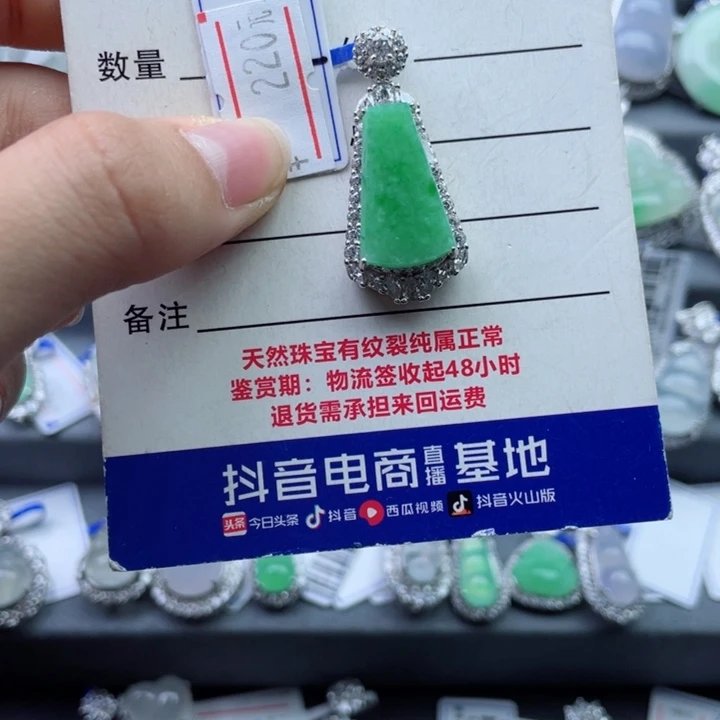 数量
220元
备注
天然珠宝有纹裂纯属正常
鉴赏期：物流签收起48小时
退货需承担来回运费
抖音电商直播基地
头条 今日头条 抖音 西瓜视频 抖音火山版